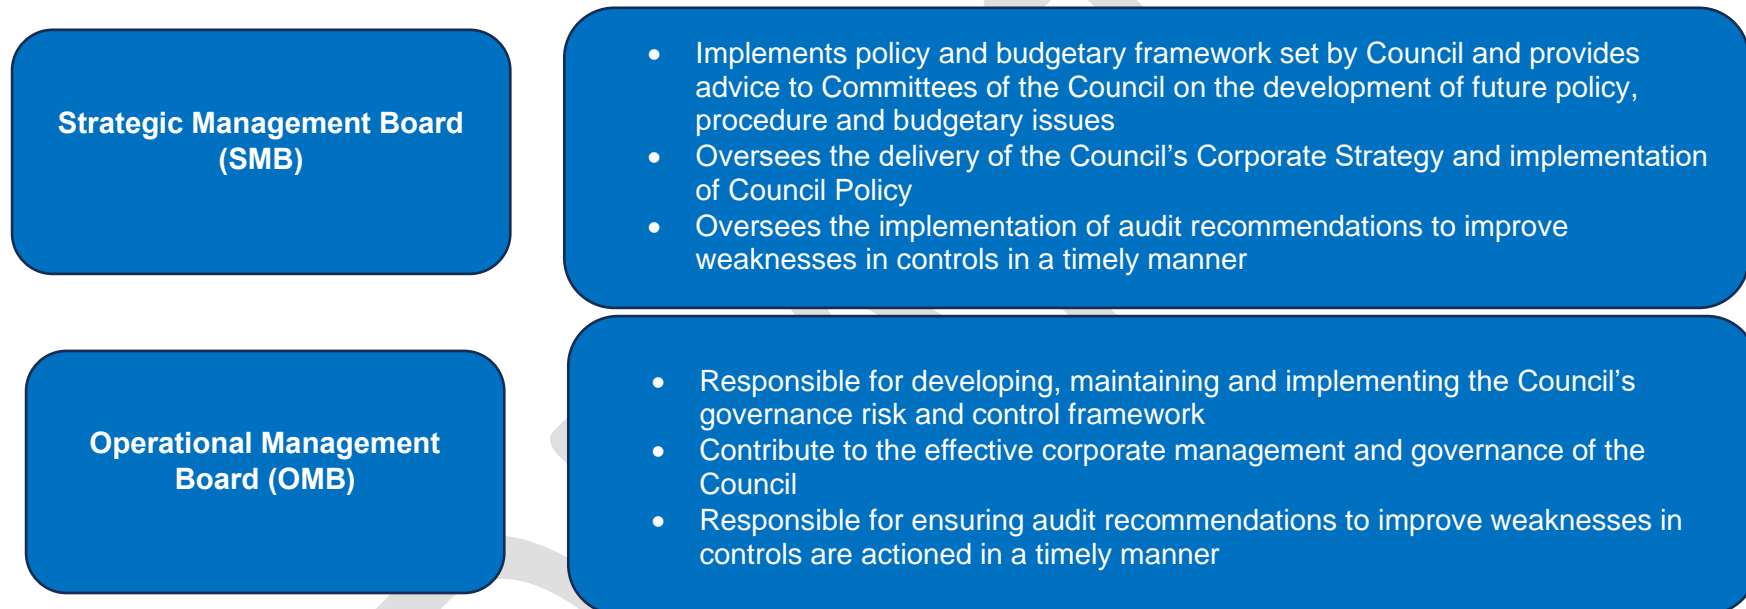 Strategic Management Board
(SMB)
• Implements policy and budgetary framework set by Council and provides
advice to Committees of the Council on the development of future policy,
procedure and budgetary issues
• Oversees the delivery of the Council’s Corporate Strategy and implementation
of Council Policy
• Oversees the implementation of audit recommendations to improve
weaknesses in controls in a timely manner
Operational Management
Board (OMB)
• Responsible for developing, maintaining and implementing the Council’s
governance risk and control framework
• Contribute to the effective corporate management and governance of the
Council
• Responsible for ensuring audit recommendations to improve weaknesses in
controls are actioned in a timely manner